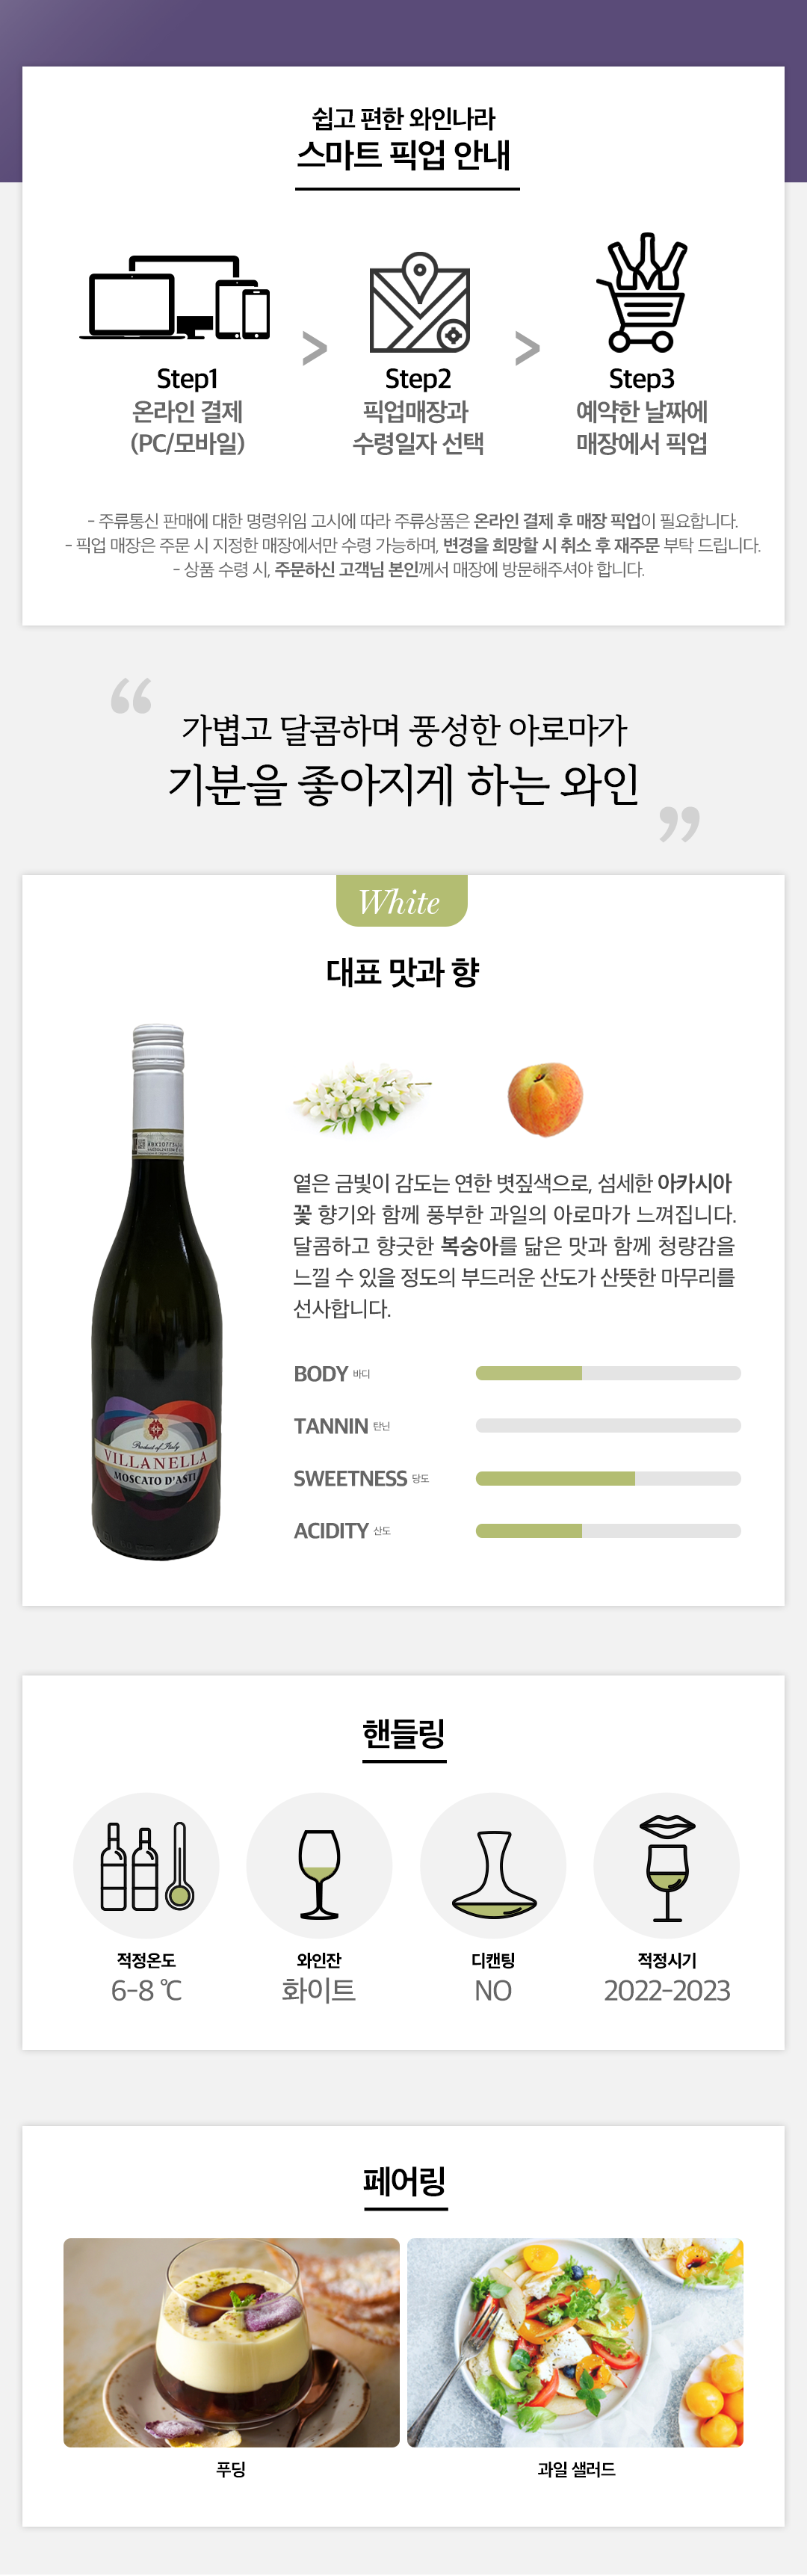 쉽고 편한 와인나라
스마트 픽업 안내
Step1
온라인 결제
(PC/모바일)
>
Step2
픽업매장과
수령일자 선택
>
Step3
예약한 날짜에
매장에서 픽업
- 주류통신 판매에 대한 명령위임 고시에 따라 주류상품은 온라인 결제 후 매장 픽업이 필요합니다.
- 픽업 매장은 주문 시 지정한 매장에서만 수령 가능하며, 변경을 희망할 시 취소 후 재주문 부탁 드립니다.
- 상품 수령 시, 주문하신 고객님 본인께서 매장에 방문해주셔야 합니다.
“
가볍고 달콤하며 풍성한 아로마가
기분을 좋아지게 하는 와인
”
White
대표 맛과 향
Product of Italy
VILLANELLA
MOSCATO D'ASTI
옅은 금빛이 감도는 연한 볏짚색으로, 섬세한 아카시아
꽃 향기와 함께 풍부한 과일의 아로마가 느껴집니다.
달콤하고 향긋한 복숭아를 닮은 맛과 함께 청량감을
느낄 수 있을 정도의 부드러운 산도가 산뜻한 마무리를
선사합니다.
BODY 바디
TANNIN 탄닌
SWEETNESS 당도
ACIDITY 산도
핸들링
적정온도
6-8 ℃
와인잔
화이트
디캔팅
NO
적정시기
2022-2023
페어링
푸딩
과일 샐러드